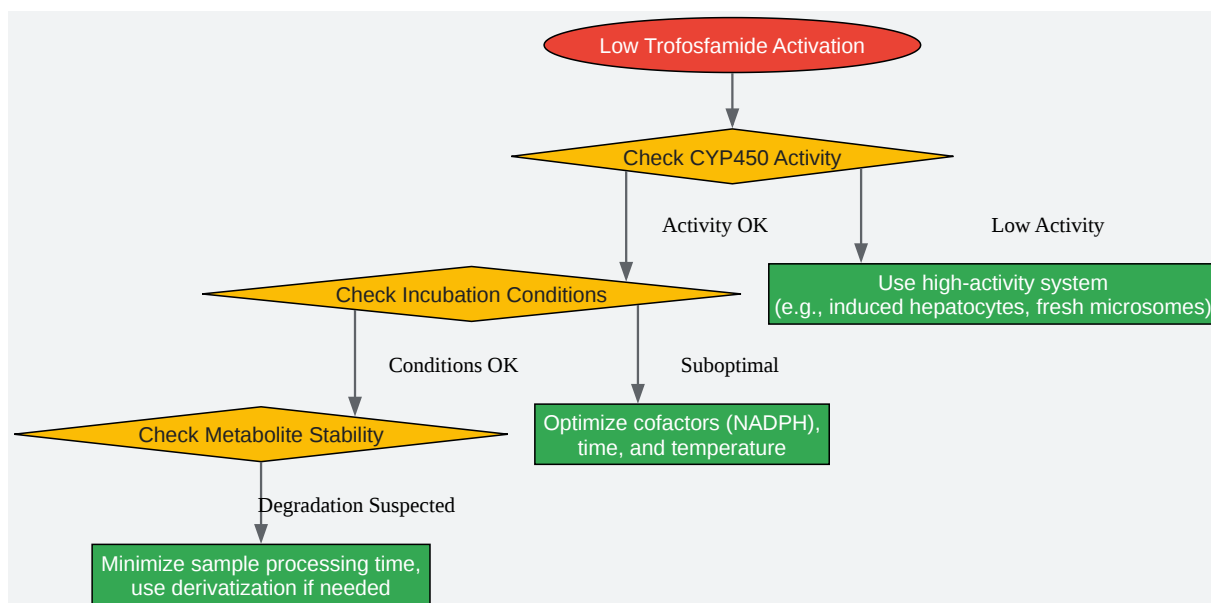 Low Trofosfamide Activation
Check CYP450 Activity
Activity OK
Low Activity
Check Incubation Conditions
Use high-activity system
(e.g., induced hepatocytes, fresh microsomes)
Conditions OK
Suboptimal
Check Metabolite Stability
Optimize cofactors (NADPH),
time, and temperature
Degradation Suspected
Minimize sample processing time,
use derivatization if needed